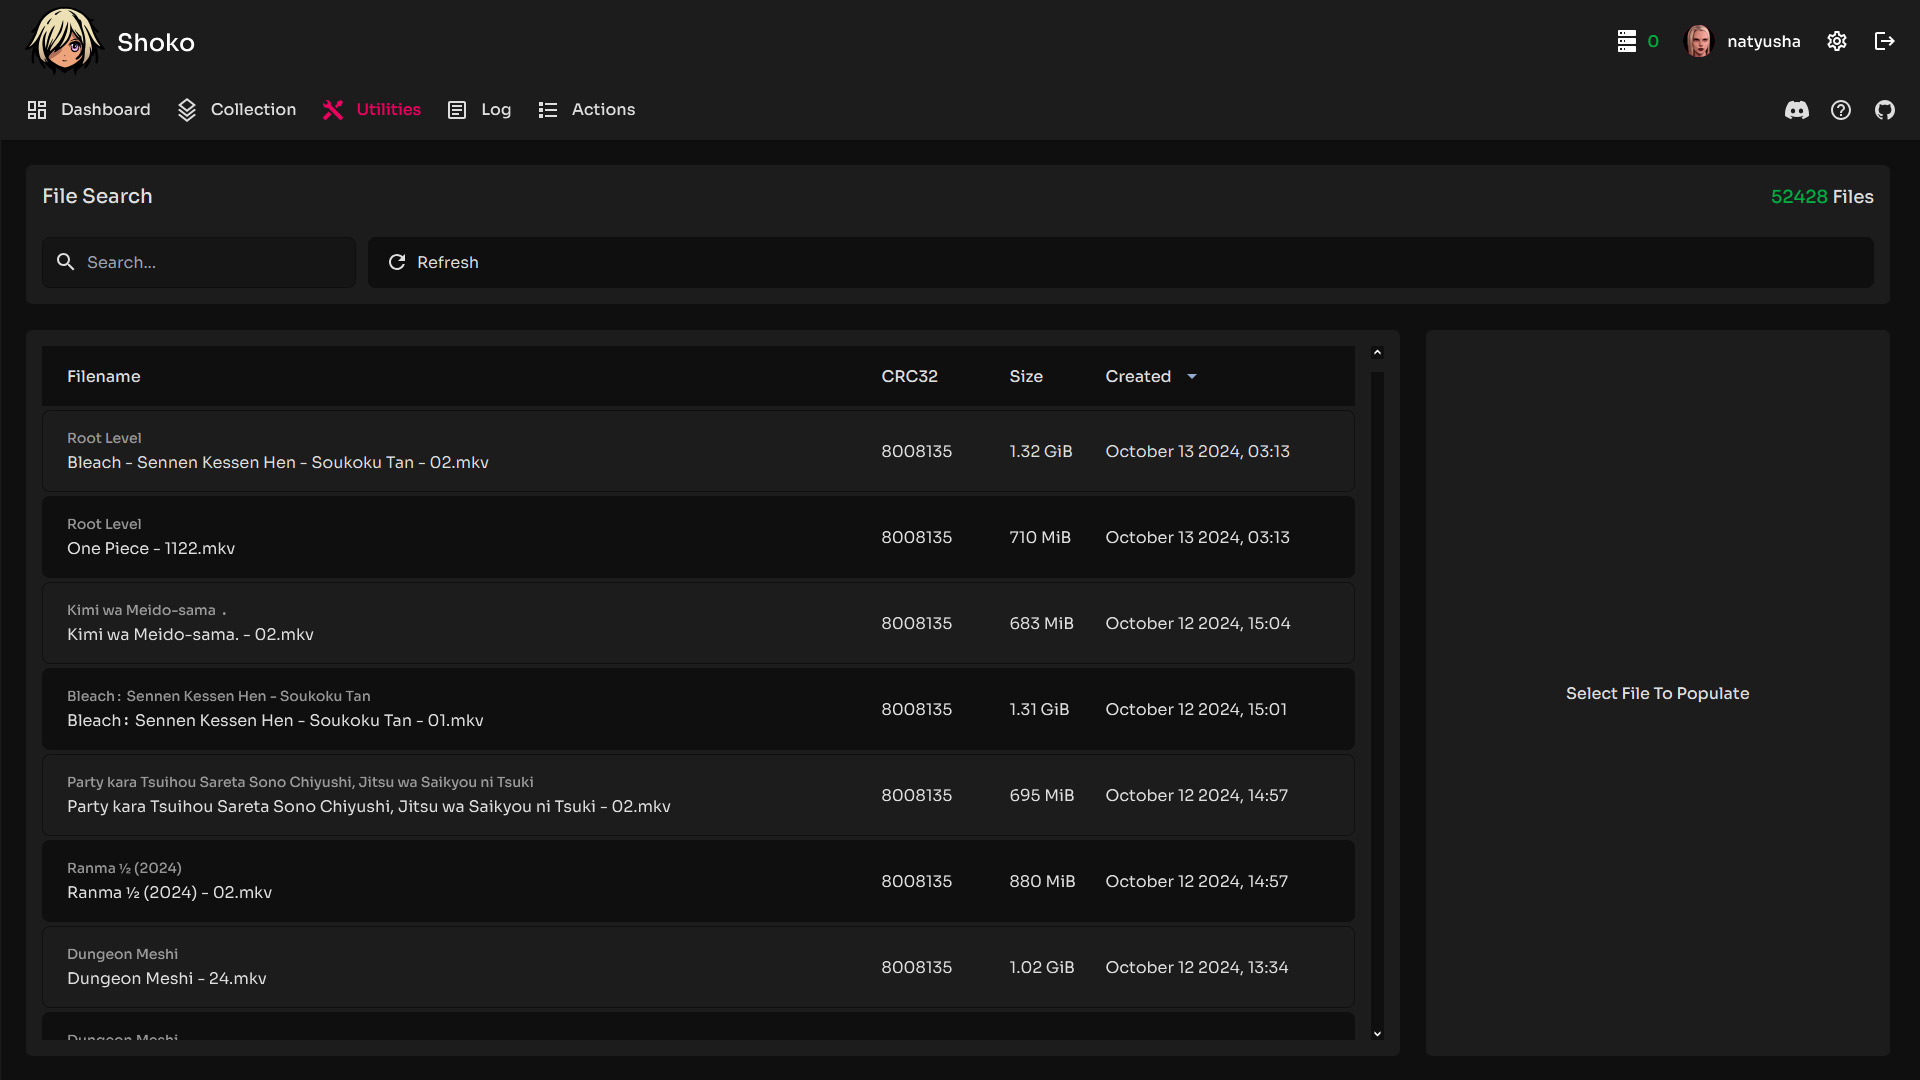 Shoko
0 natyusha
Dashboard Collection Utilities Log Actions
File Search
52428 Files
Search...
Refresh
Filename CRC32 Size Created
Root Level
Bleach - Sennen Kessen Hen - Soukoku Tan - 02.mkv
8008135 1.32 GiB October 13 2024, 03:13
Root Level
One Piece - 1122.mkv
8008135 710 MiB October 13 2024, 03:13
Kimi wa Meido-sama .
Kimi wa Meido-sama. - 02.mkv
8008135 683 MiB October 12 2024, 15:04
Bleach: Sennen Kessen Hen - Soukoku Tan
Bleach: Sennen Kessen Hen - Soukoku Tan - 01.mkv
8008135 1.31 GiB October 12 2024, 15:01
Party kara Tsuihou Sareta Sono Chiyushi, Jitsu wa Saikyou ni Tsuki
Party kara Tsuihou Sareta Sono Chiyushi, Jitsu wa Saikyou ni Tsuki - 02.mkv
8008135 695 MiB October 12 2024, 14:57
Ranma ½ (2024)
Ranma ½ (2024) - 02.mkv
8008135 880 MiB October 12 2024, 14:57
Dungeon Meshi
Dungeon Meshi - 24.mkv
8008135 1.02 GiB October 12 2024, 13:34
Dungeon Meshi
Select File To Populate